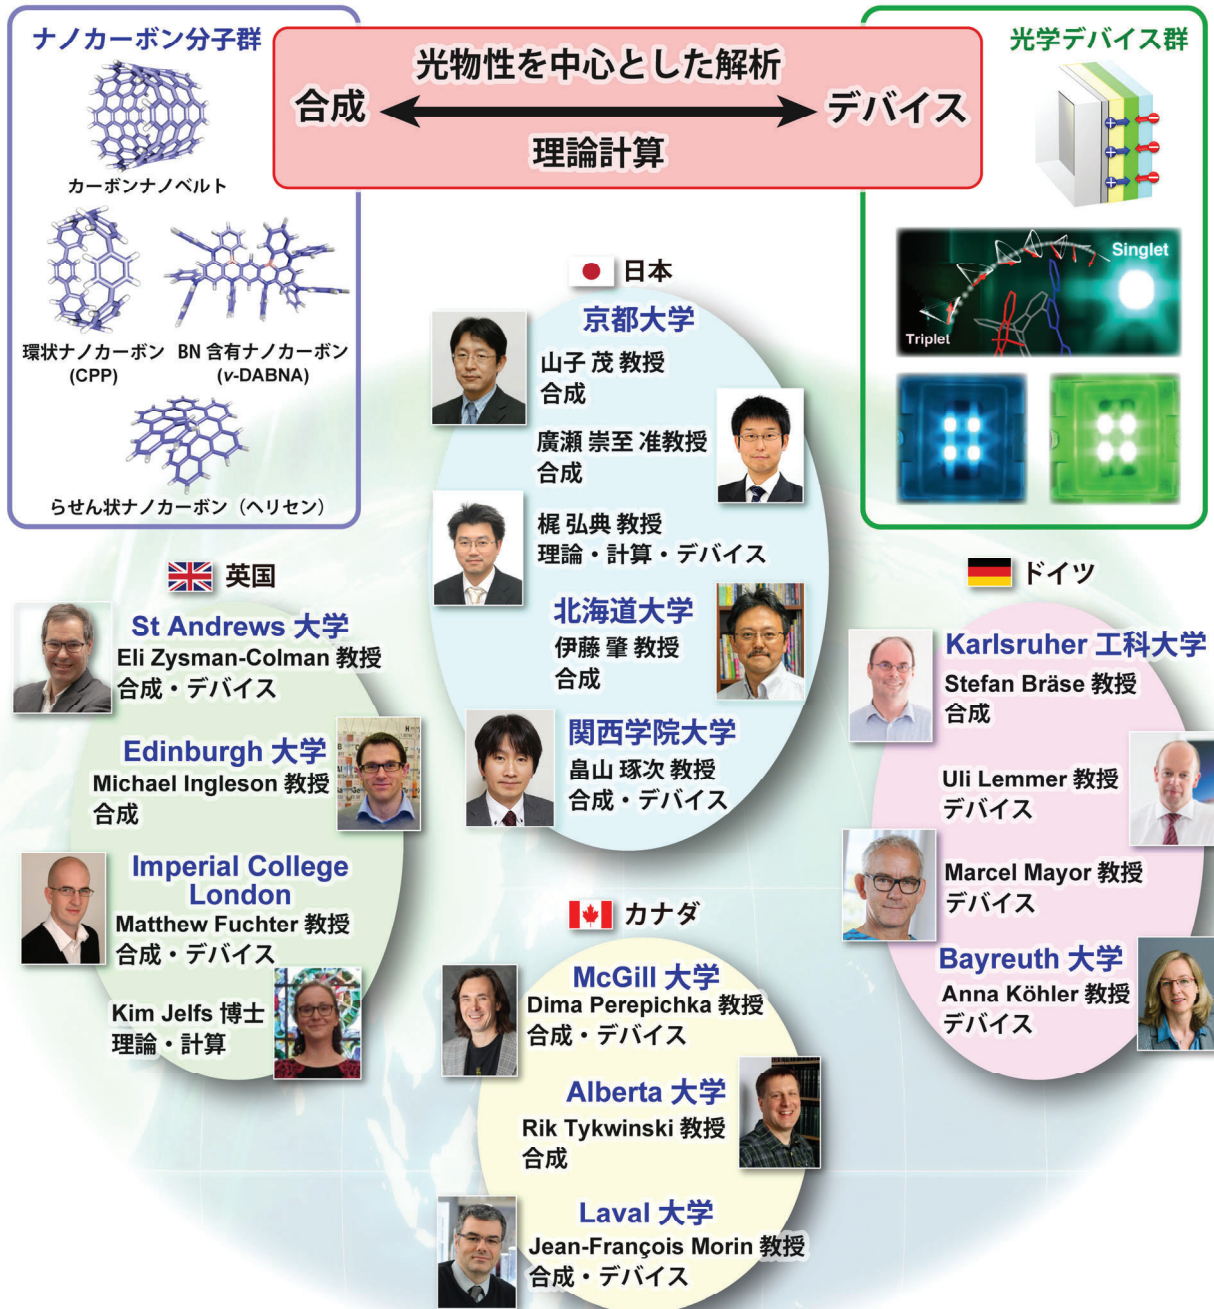 ナノカーボン分子群
カーボンナノベルト
環状ナノカーボン
(CPP)
BN 含有ナノカーボン
(v-DABNA)
らせん状ナノカーボン（ヘリセン）
光物性を中心とした解析
合成
デバイス
理論計算
光学デバイス群
Singlet
Triplet
日本
京都大学
山子 茂 教授
合成
廣瀬 崇至 准教授
合成
梶 弘典 教授
理論・計算・デバイス
北海道大学
伊藤 肇 教授
合成
関西学院大学
畠山 琢次 教授
合成・デバイス
英国
St Andrews 大学
Eli Zysman-Colman 教授
合成・デバイス
Edinburgh 大学
Michael Ingleson 教授
合成
Imperial College
London
Matthew Fuchter 教授
合成・デバイス
Kim Jelfs 博士
理論・計算
ドイツ
Karlsruher 工科大学
Stefan Bräse 教授
合成
Uli Lemmer 教授
デバイス
Marcel Mayor 教授
デバイス
Bayreuth 大学
Anna Köhler 教授
デバイス
カナダ
McGill 大学
Dima Perepichka 教授
合成・デバイス
Alberta 大学
Rik Tykwinski 教授
合成
Laval 大学
Jean-François Morin 教授
合成・デバイス